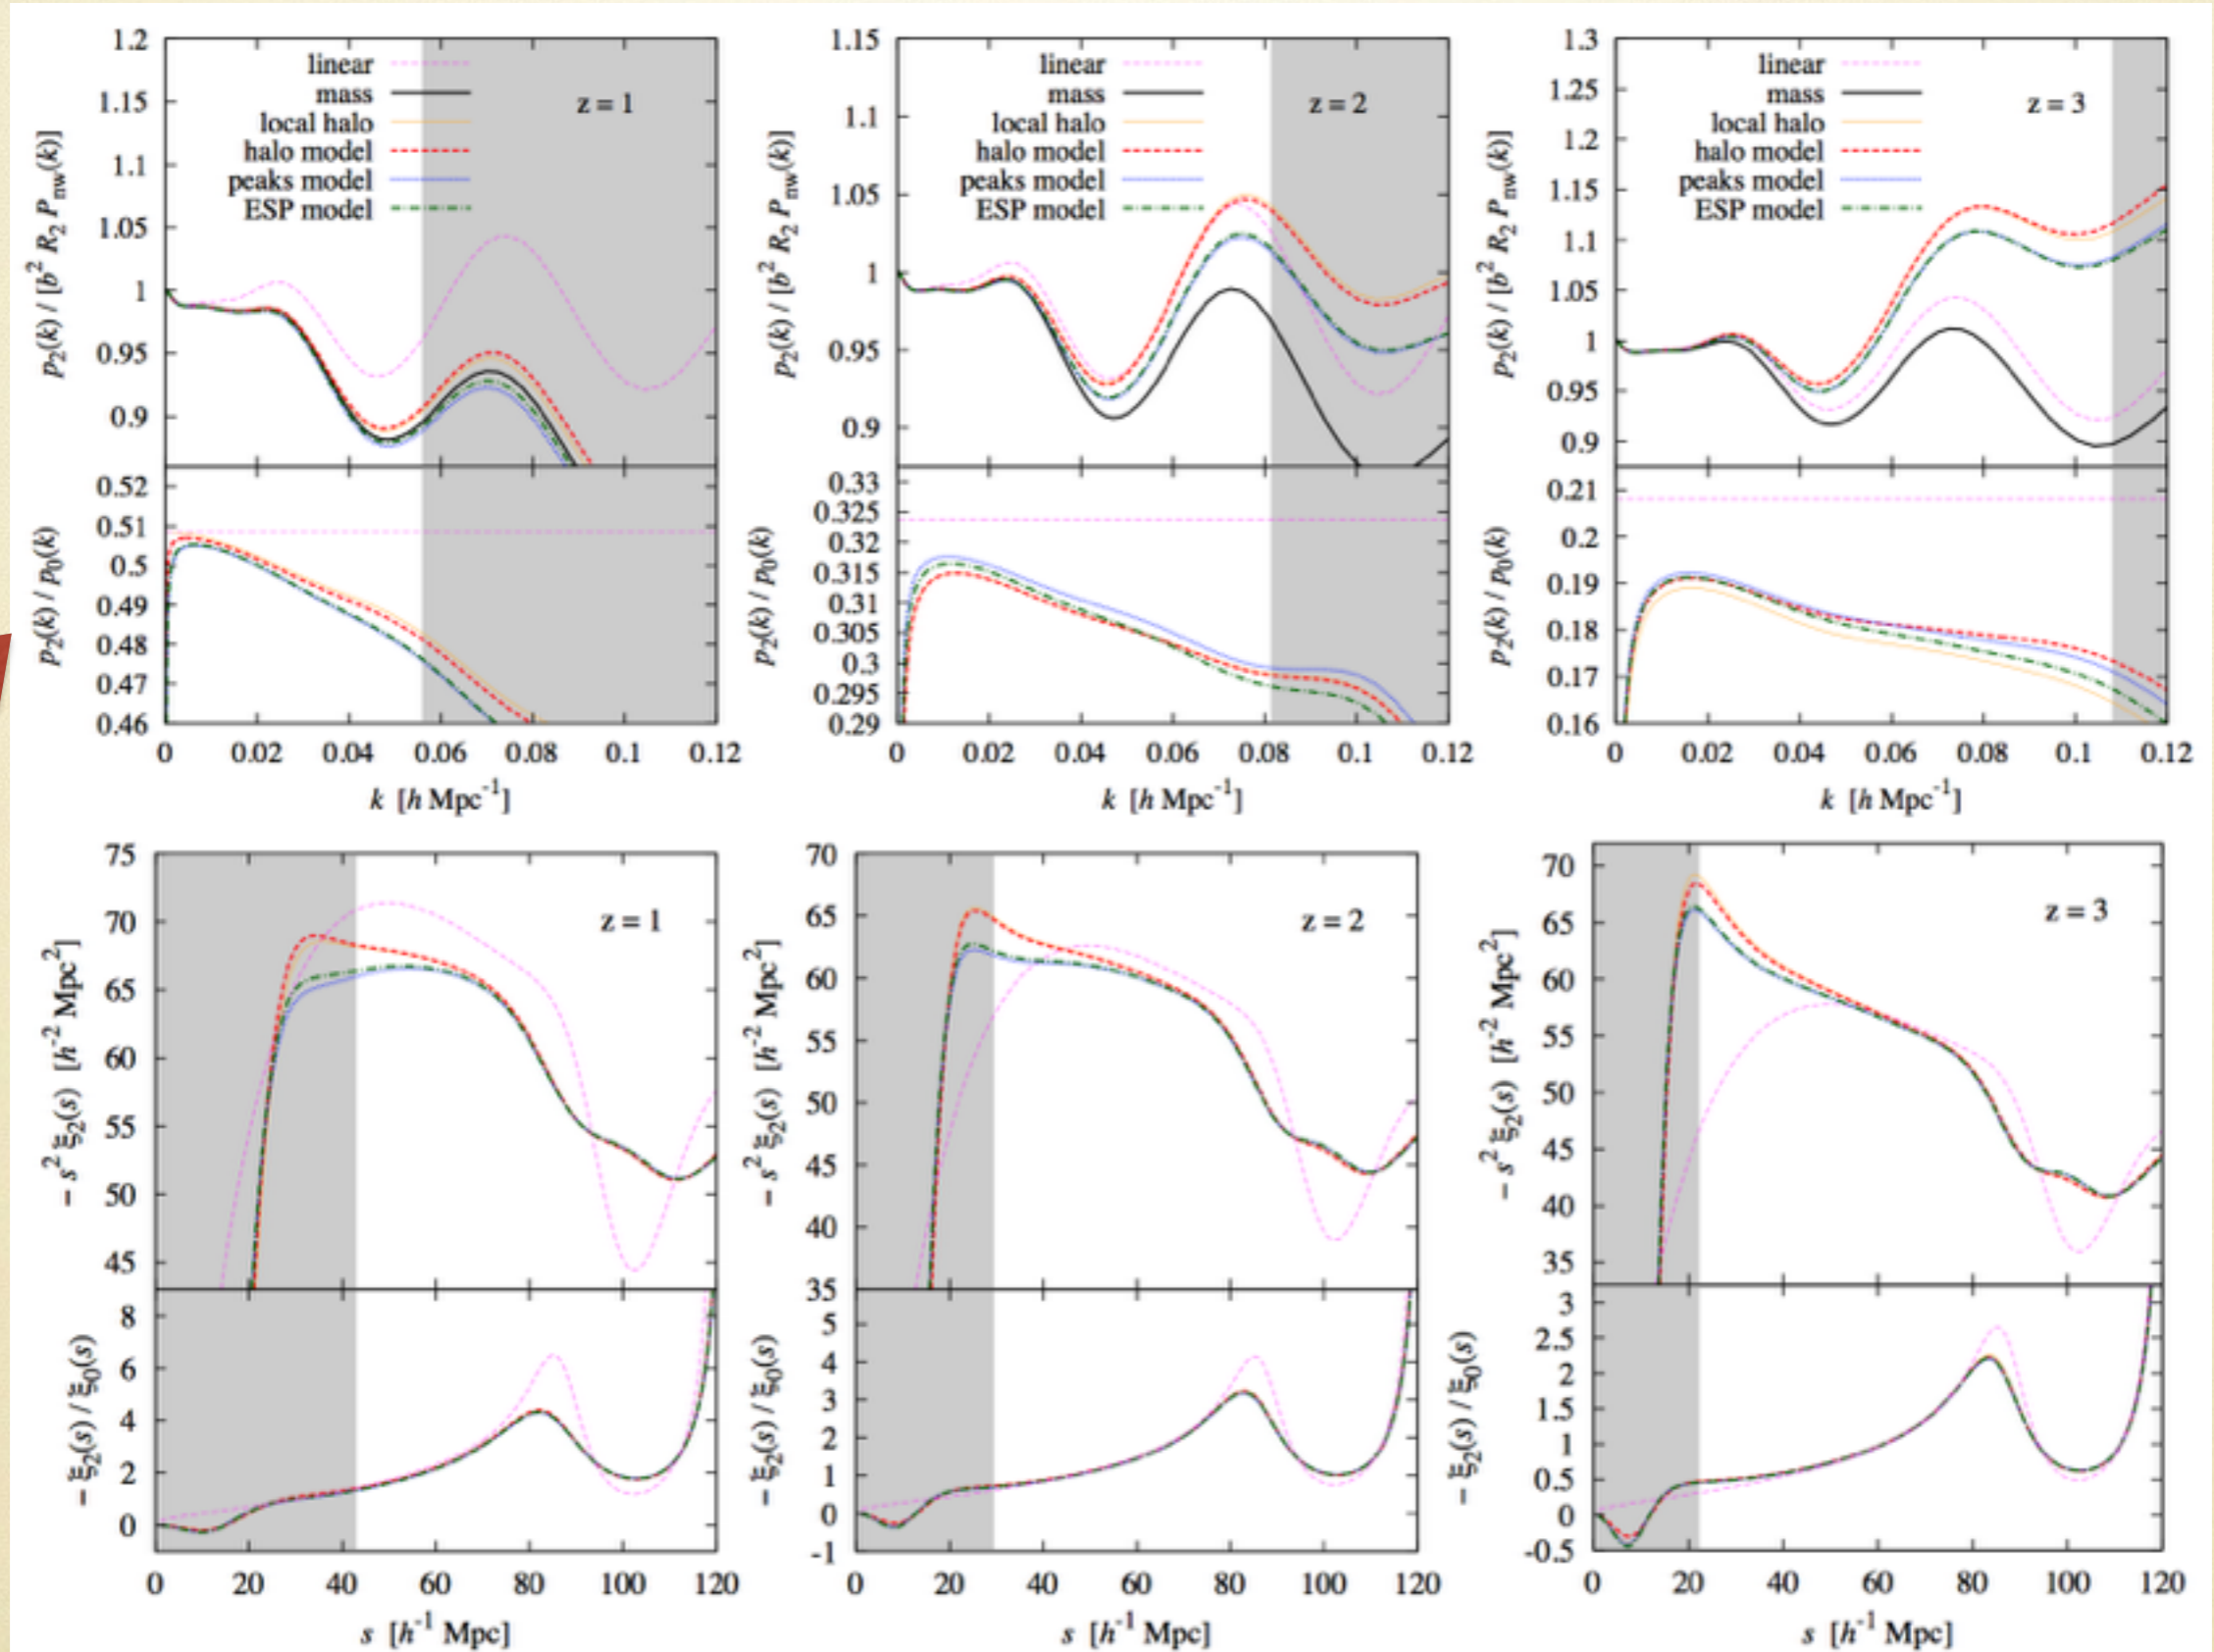 1.2
1.15
1.1
1.05
1
0.95
0.9
p₂(k) / [b² R₂ P_nw(k)]
linear
mass
local halo
halo model
peaks model
ESP model
z = 1
0.52
0.51
0.5
0.49
0.48
0.47
0.46
p₂(k) / p₀(k)
0 0.02 0.04 0.06 0.08 0.1 0.12
k [h Mpc⁻¹]
1.15
1.1
1.05
1
0.95
0.9
p₂(k) / [b² R₂ P_nw(k)]
linear
mass
local halo
halo model
peaks model
ESP model
z = 2
0.33
0.325
0.32
0.315
0.31
0.305
0.3
0.295
0.29
p₂(k) / p₀(k)
0 0.02 0.04 0.06 0.08 0.1 0.12
k [h Mpc⁻¹]
1.3
1.25
1.2
1.15
1.1
1.05
1
0.95
0.9
p₂(k) / [b² R₂ P_nw(k)]
linear
mass
local halo
halo model
peaks model
ESP model
z = 3
0.21
0.2
0.19
0.18
0.17
0.16
p₂(k) / p₀(k)
0 0.02 0.04 0.06 0.08 0.1 0.12
k [h Mpc⁻¹]
75
70
65
60
55
50
45
− s² ξ₂(s) [h⁻² Mpc²]
z = 1
8
6
4
2
0
− ξ₂(s) / ξ₀(s)
0 20 40 60 80 100 120
s [h⁻¹ Mpc]
70
65
60
55
50
45
40
35
− s² ξ₂(s) [h⁻² Mpc²]
z = 2
5
4
3
2
1
0
-1
− ξ₂(s) / ξ₀(s)
0 20 40 60 80 100 120
s [h⁻¹ Mpc]
70
65
60
55
50
45
40
35
− s² ξ₂(s) [h⁻² Mpc²]
z = 3
3
2.5
2
1.5
1
0.5
0
-0.5
− ξ₂(s) / ξ₀(s)
0 20 40 60 80 100 120
s [h⁻¹ Mpc]